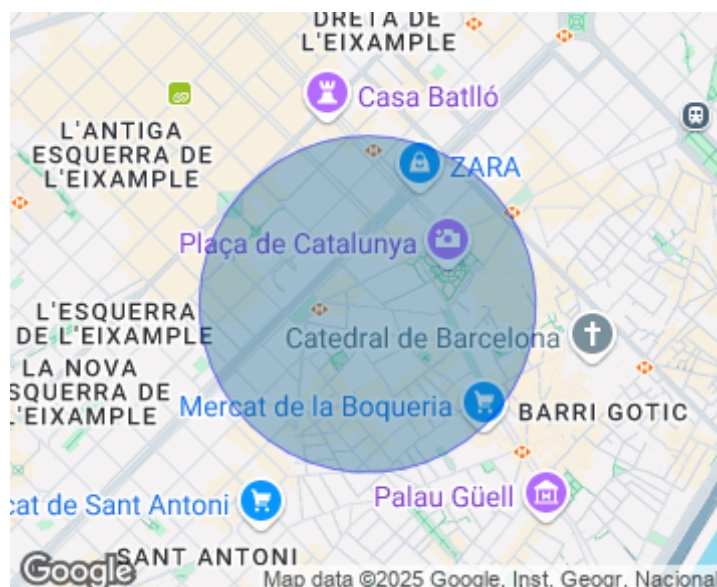 DRETA DE
L'EIXAMPLE
Casa Batlló
L'ANTIGA
ESQUERRA DE
L'EIXAMPLE
ZARA
Plaça de Catalunya
L'ESQUERRA
DE L'EIXAMPLE
Catedral de Barcelona
LA NOVA
SQUERRA DE
L'EIXAMPLE
Mercat de la Boqueria
BARRI GOTIC
cat de Sant Antoni
Palau Güell
SANT ANTONI
Google
Map data ©2025 Google, Inst. Geogr. Nacional